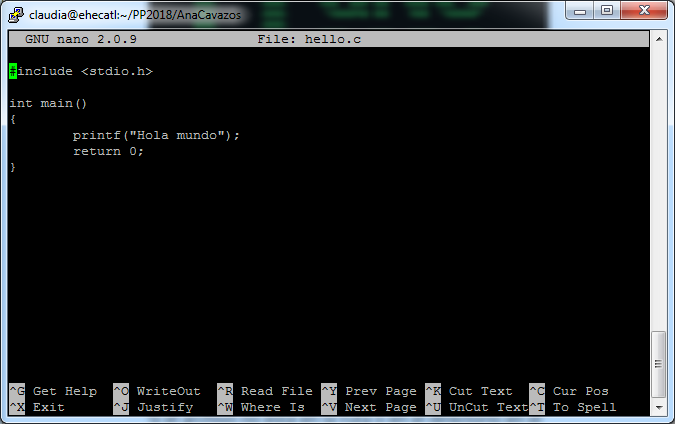 claudia@ehecatl:~/PP2018/AnaCavazos
GNU nano 2.0.9 File: hello.c
#include <stdio.h>
int main()
{
printf("Hola mundo");
return 0;
}
^G Get Help ^O WriteOut ^R Read File ^Y Prev Page ^K Cut Text ^C Cur Pos
^X Exit ^J Justify ^W Where Is ^V Next Page ^U UnCut Text ^T To Spell